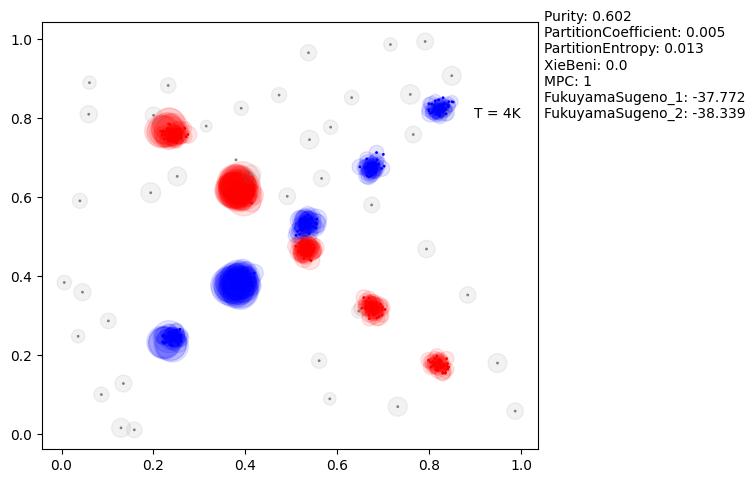 Purity: 0.602
PartitionCoefficient: 0.005
PartitionEntropy: 0.013
XieBeni: 0.0
MPC: 1
FukuyamaSugeno_1: -37.772
FukuyamaSugeno_2: -38.339
T = 4K
1.0
0.8
0.6
0.4
0.2
0.0
0.0 0.2 0.4 0.6 0.8 1.0